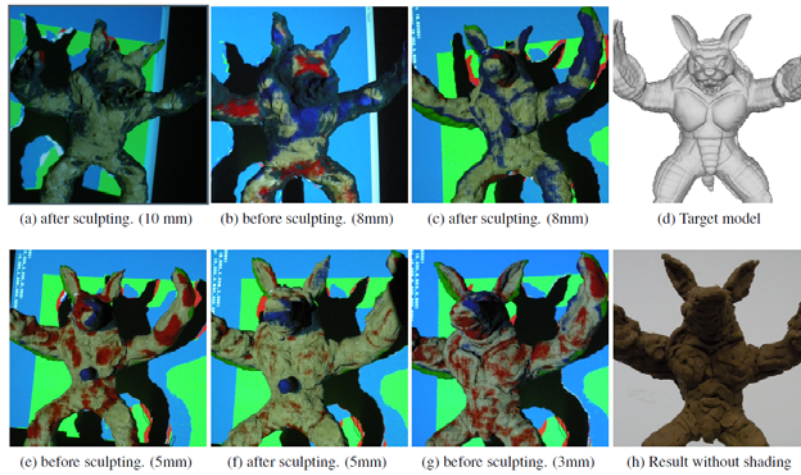 (a) after sculpting. (10 mm)
(b) before sculpting. (8mm)
(c) after sculpting. (8mm)
(d) Target model
(e) before sculpting. (5mm)
(f) after sculpting. (5mm)
(g) before sculpting. (3mm)
(h) Result without shading